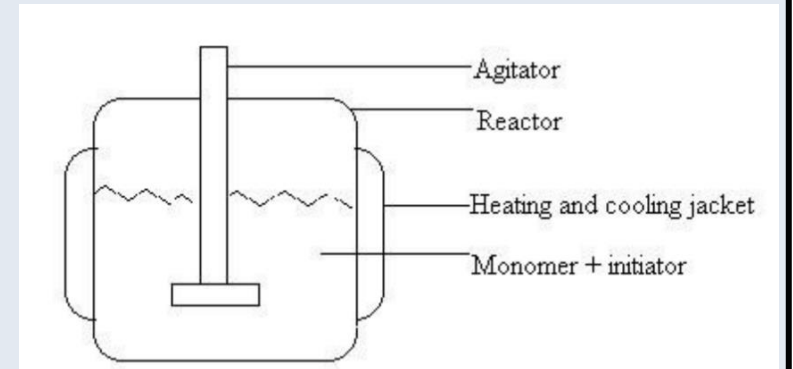 Agitator
Reactor
Heating and cooling jacket
Monomer + initiator